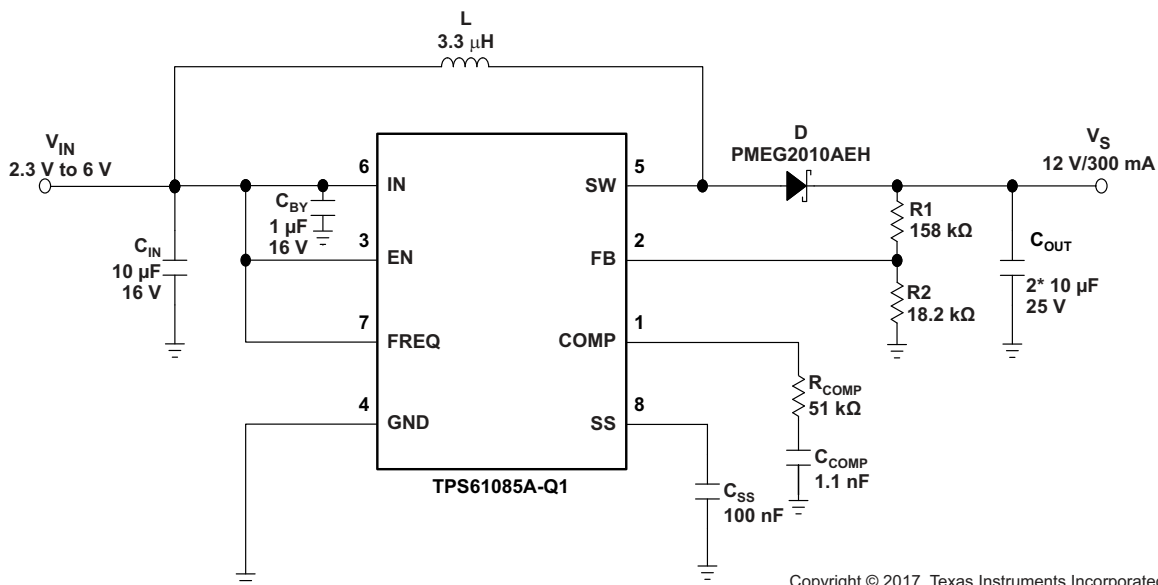 L
3.3 μH
V_IN
2.3 V to 6 V
D
PMEG2010AEH
V_S
12 V/300 mA
6
IN
SW
5
C_BY
1 µF
16 V
R1
158 kΩ
C_IN
10 µF
16 V
3
EN
FB
2
C_OUT
2* 10 µF
25 V
R2
18.2 kΩ
7
FREQ
COMP
1
R_COMP
51 kΩ
4
GND
SS
8
C_COMP
1.1 nF
TPS61085A-Q1
C_SS
100 nF
Copyright © 2017, Texas Instruments Incorporated